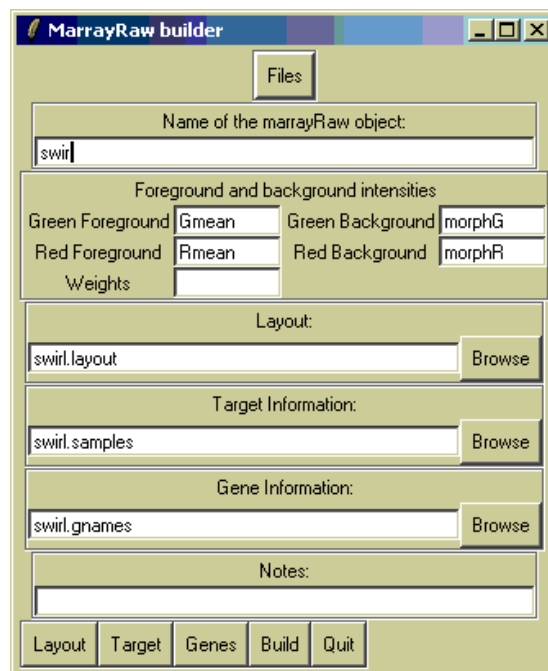 MarrayRaw builder
Files
Name of the marrayRaw object:
swir
Foreground and background intensities
Green Foreground Gmean Green Background morphG
Red Foreground Rmean Red Background morphR
Weights
Layout:
swirl.layout Browse
Target Information:
swirl.samples Browse
Gene Information:
swirl.gnames Browse
Notes:
Layout Target Genes Build Quit